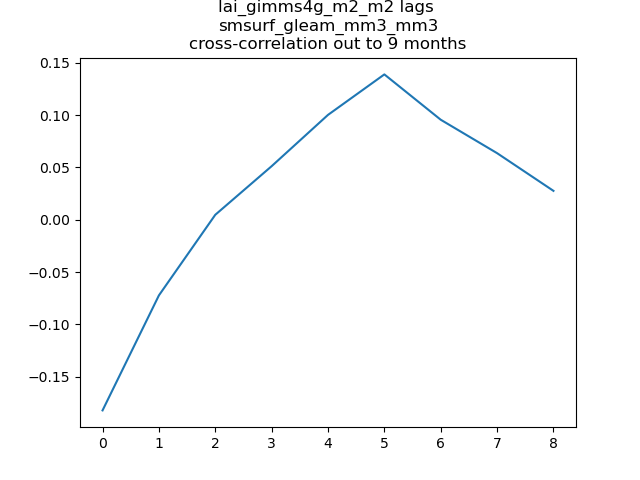 lai_gimms4g_m2_m2 lags
smsurf_gleam_mm3_mm3
cross-correlation out to 9 months
0.15
0.10
0.05
0.00
−0.05
−0.10
−0.15
0 1 2 3 4 5 6 7 8